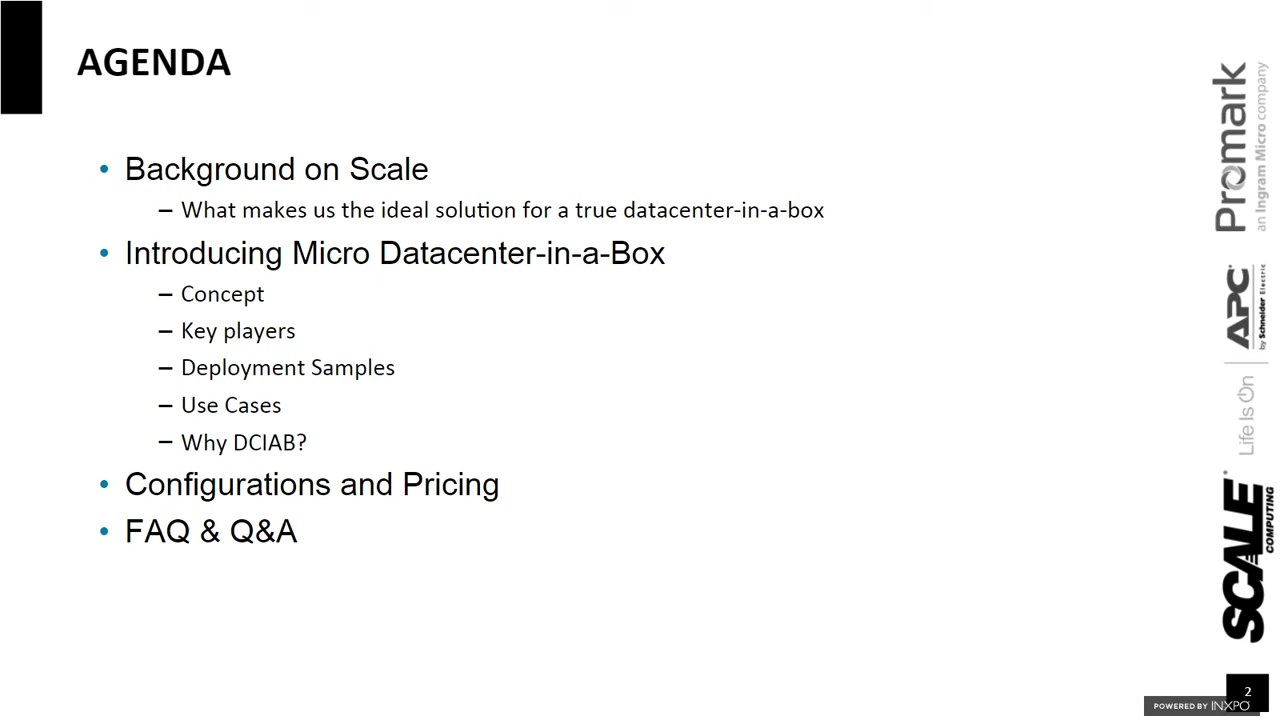 AGENDA
• Background on Scale
– What makes us the ideal solution for a true datacenter-in-a-box
• Introducing Micro Datacenter-in-a-Box
– Concept
– Key players
– Deployment Samples
– Use Cases
– Why DCIAB?
• Configurations and Pricing
• FAQ & Q&A
Promark
an Ingram Micro company
APC
by Schneider Electric
Life Is On
SCALE
COMPUTING
2
POWERED BY INXPO